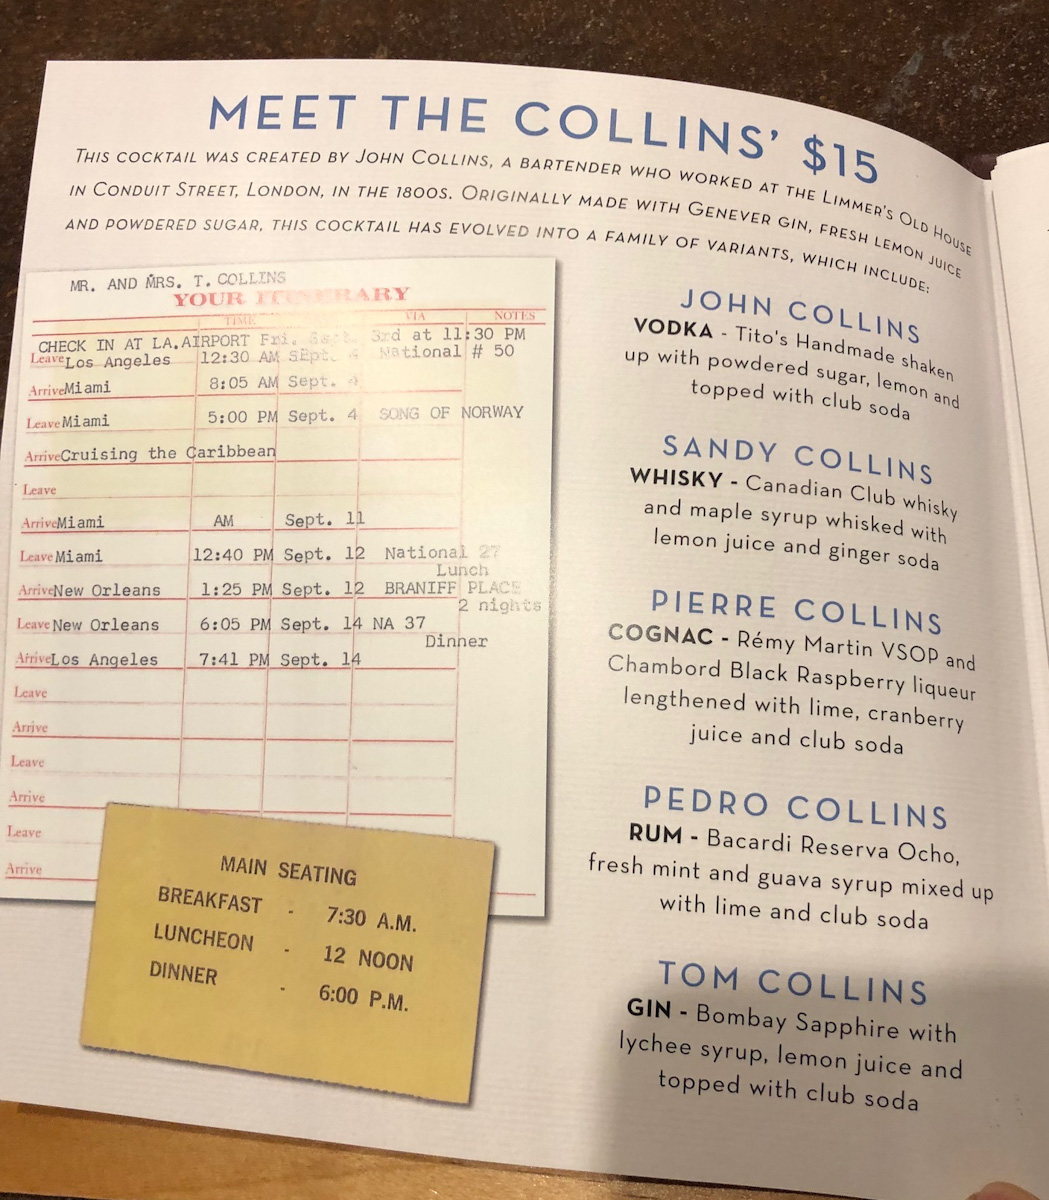 MEET THE COLLINS' $15
THIS COCKTAIL WAS CREATED BY JOHN COLLINS, A BARTENDER WHO WORKED AT THE LIMMER'S OLD HOUSE
IN CONDUIT STREET, LONDON, IN THE 1800S. ORIGINALLY MADE WITH GENEVER GIN, FRESH LEMON JUICE
AND POWDERED SUGAR, THIS COCKTAIL HAS EVOLVED INTO A FAMILY OF VARIANTS, WHICH INCLUDE:
MR. AND MRS. T. COLLINS
YOUR ITINERARY
TIME VIA NOTES
CHECK IN AT LA.AIRPORT Fri. Sept. 3rd at 11:30 PM
Leave Los Angeles 12:30 AM Sept. 4 National # 50
Arrive Miami 8:05 AM Sept. 4
Leave Miami 5:00 PM Sept. 4 SONG OF NORWAY
Arrive Cruising the Caribbean
Leave
Arrive Miami AM Sept. 11
Leave Miami 12:40 PM Sept. 12 National 27
Lunch
Arrive New Orleans 1:25 PM Sept. 12 BRANIFF PLACE
2 nights
Leave New Orleans 6:05 PM Sept. 14 NA 37
Dinner
Arrive Los Angeles 7:41 PM Sept. 14
Leave
Arrive
Leave
Arrive
Leave
Arrive
MAIN SEATING
BREAKFAST - 7:30 A.M.
LUNCHEON - 12 NOON
DINNER - 6:00 P.M.
JOHN COLLINS
VODKA - Tito's Handmade shaken
up with powdered sugar, lemon and
topped with club soda
SANDY COLLINS
WHISKY - Canadian Club whisky
and maple syrup whisked with
lemon juice and ginger soda
PIERRE COLLINS
COGNAC - Rémy Martin VSOP and
Chambord Black Raspberry liqueur
lengthened with lime, cranberry
juice and club soda
PEDRO COLLINS
RUM - Bacardi Reserva Ocho,
fresh mint and guava syrup mixed up
with lime and club soda
TOM COLLINS
GIN - Bombay Sapphire with
lychee syrup, lemon juice and
topped with club soda